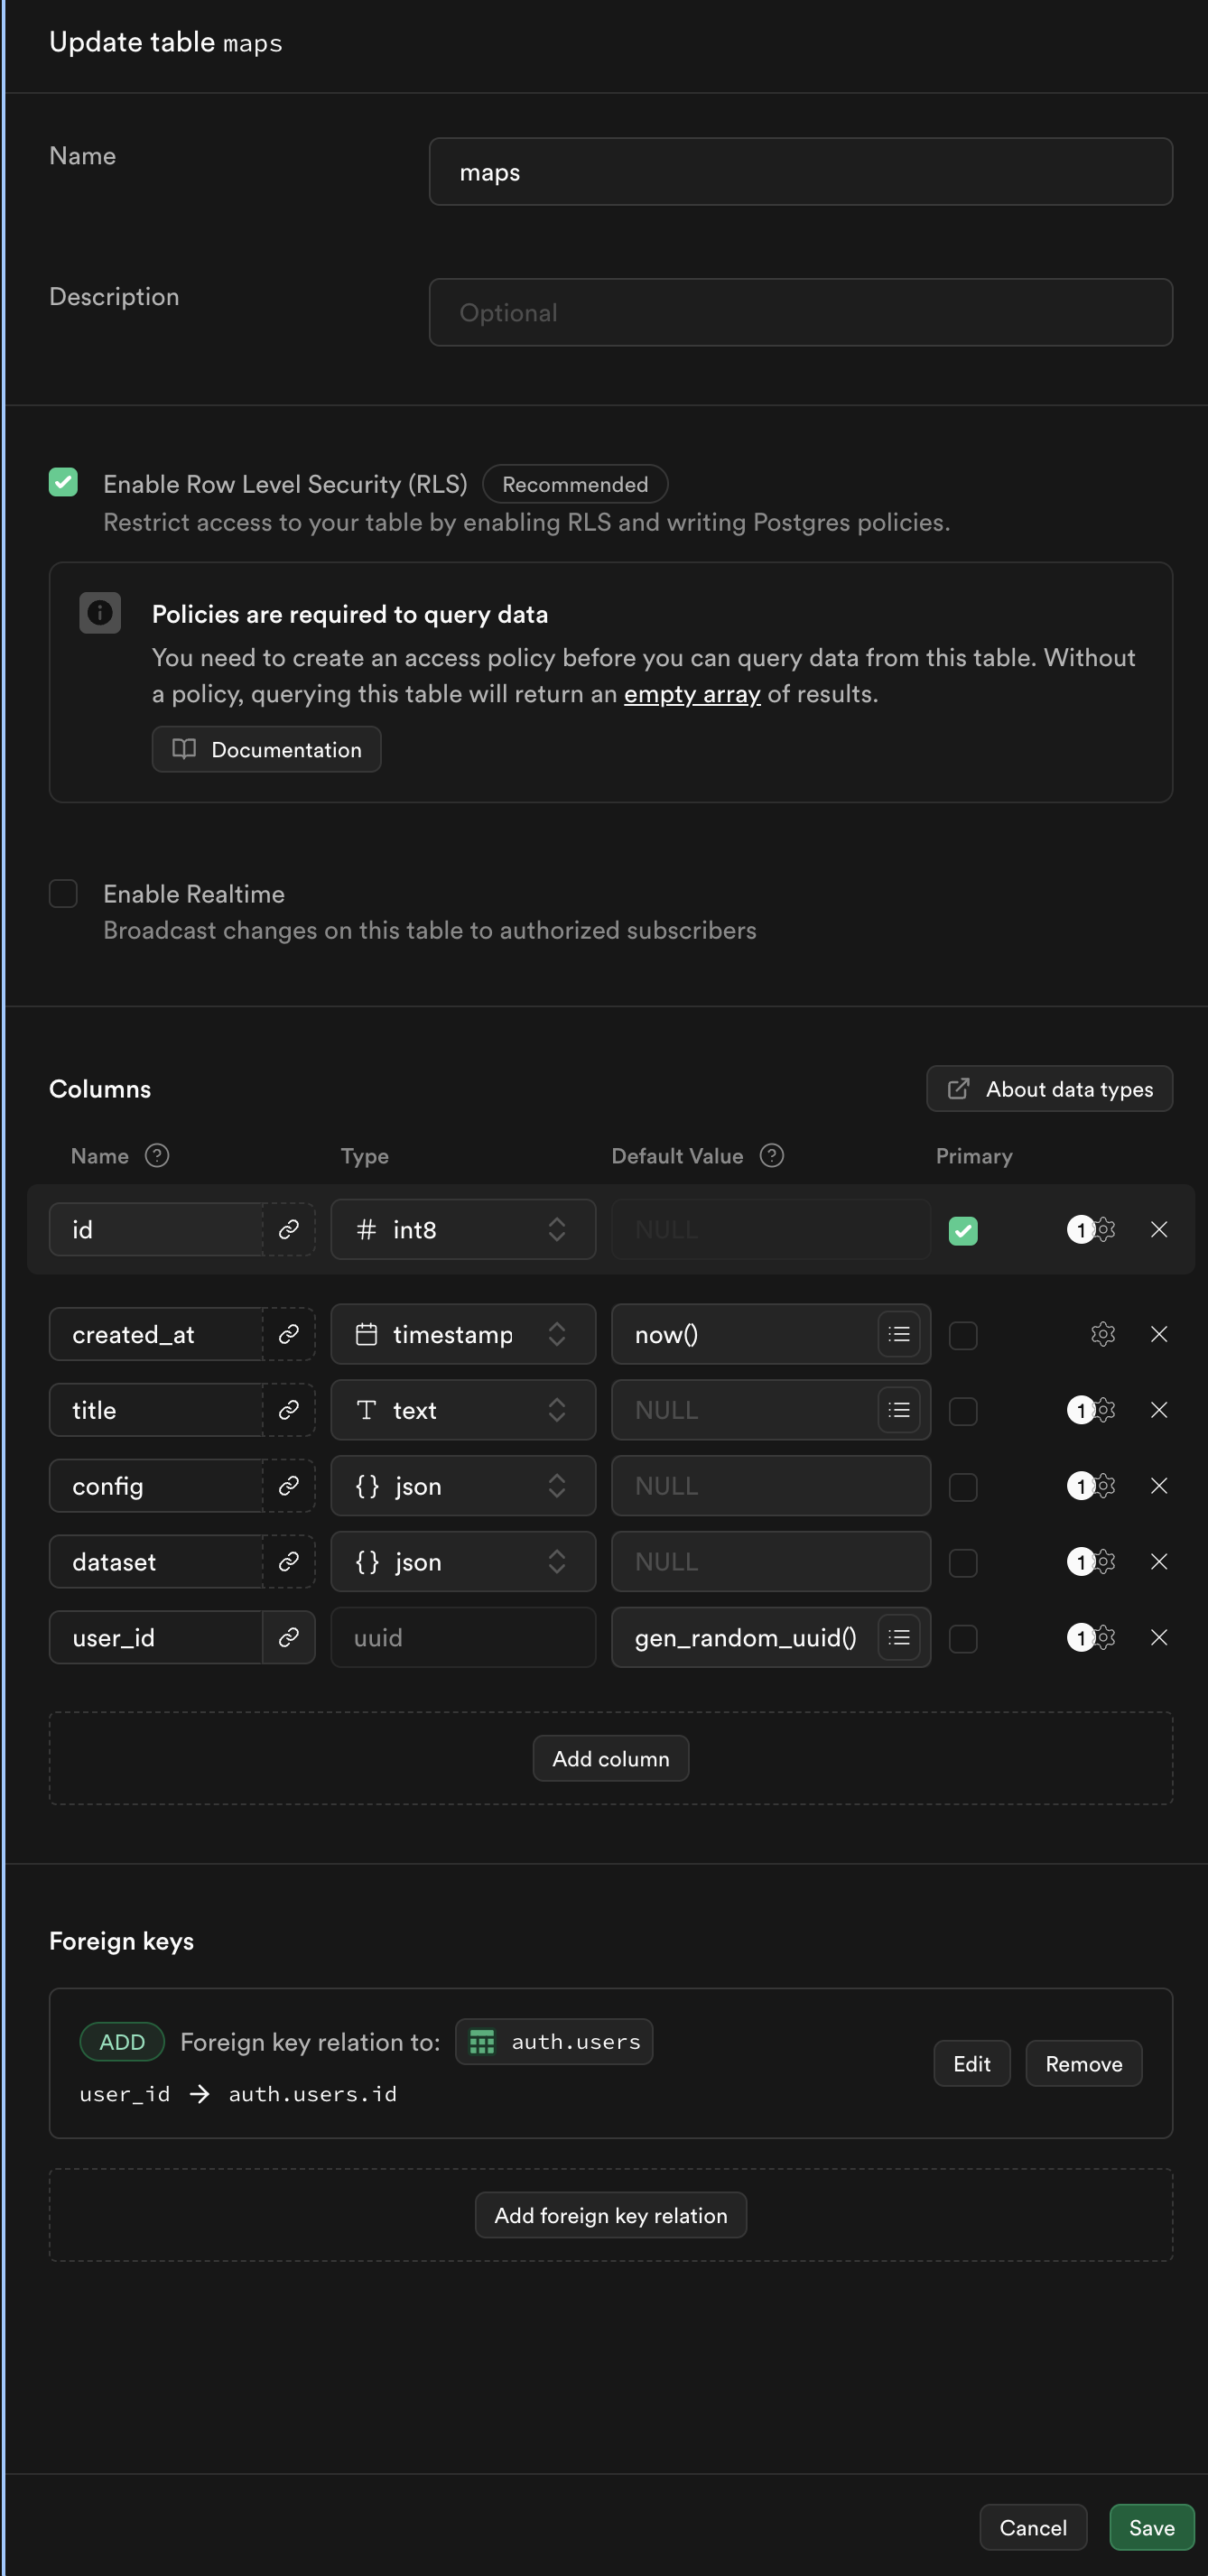 Update table maps
Name
maps
Description
Optional
Enable Row Level Security (RLS) Recommended
Restrict access to your table by enabling RLS and writing Postgres policies.
Policies are required to query data
You need to create an access policy before you can query data from this table. Without
a policy, querying this table will return an empty array of results.
Documentation
Enable Realtime
Broadcast changes on this table to authorized subscribers
Columns
About data types
Name Type Default Value Primary
id # int8 NULL 1
created_at timestamp now()
title T text NULL 1
config {} json NULL 1
dataset {} json NULL 1
user_id uuid gen_random_uuid() 1
Add column
Foreign keys
ADD Foreign key relation to: auth.users
user_id → auth.users.id
Edit Remove
Add foreign key relation
Cancel Save